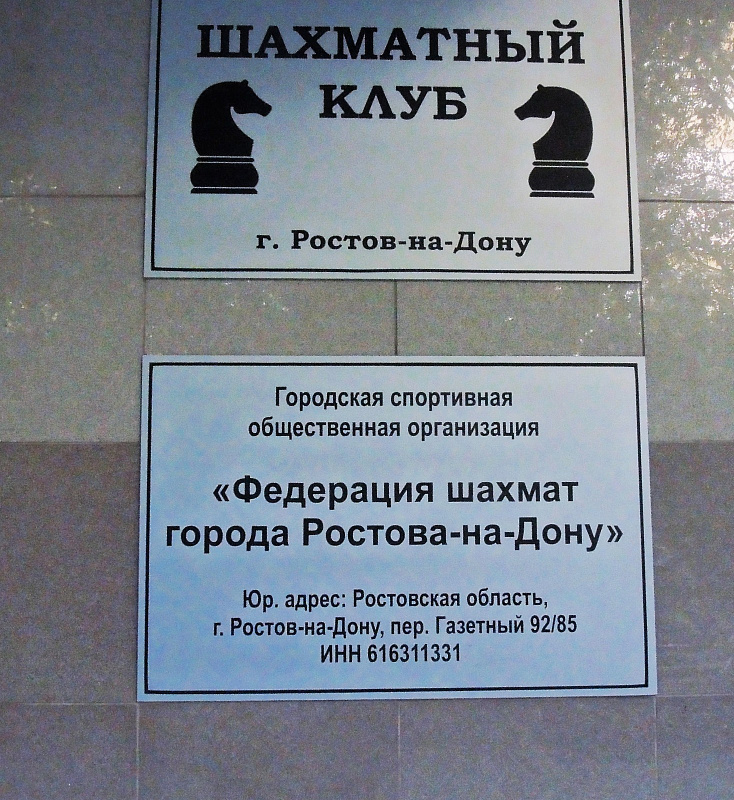 ШАХМАТНЫЙ
КЛУБ
г. Ростов-на-Дону
Городская спортивная
общественная организация
«Федерация шахмат
города Ростова-на-Дону»
Юр. адрес: Ростовская область,
г. Ростов-на-Дону, пер. Газетный 92/85
ИНН 616311331